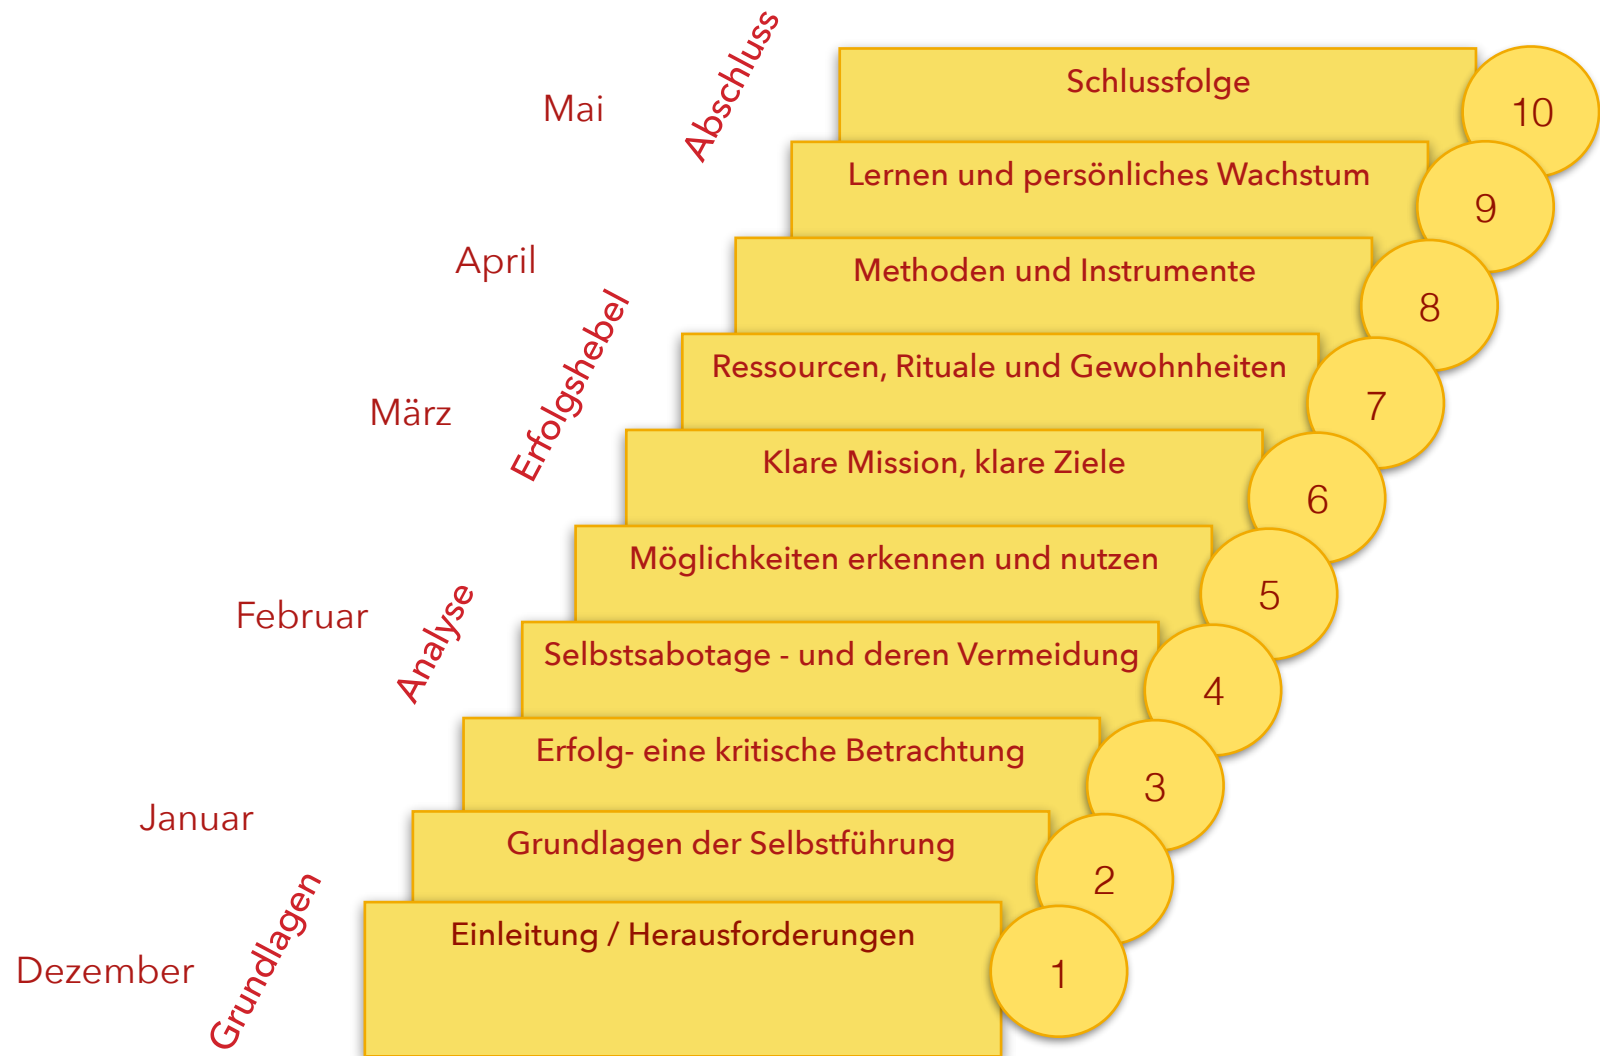 Mai
Abschluss
Schlussfolge
10
Lernen und persönliches Wachstum
9
April
Methoden und Instrumente
8
Erfolgshebel
Ressourcen, Rituale und Gewohnheiten
7
März
Klare Mission, klare Ziele
6
Möglichkeiten erkennen und nutzen
5
Februar
Analyse
Selbstsabotage - und deren Vermeidung
4
Erfolg- eine kritische Betrachtung
3
Januar
Grundlagen der Selbstführung
2
Grundlagen
Einleitung / Herausforderungen
1
Dezember